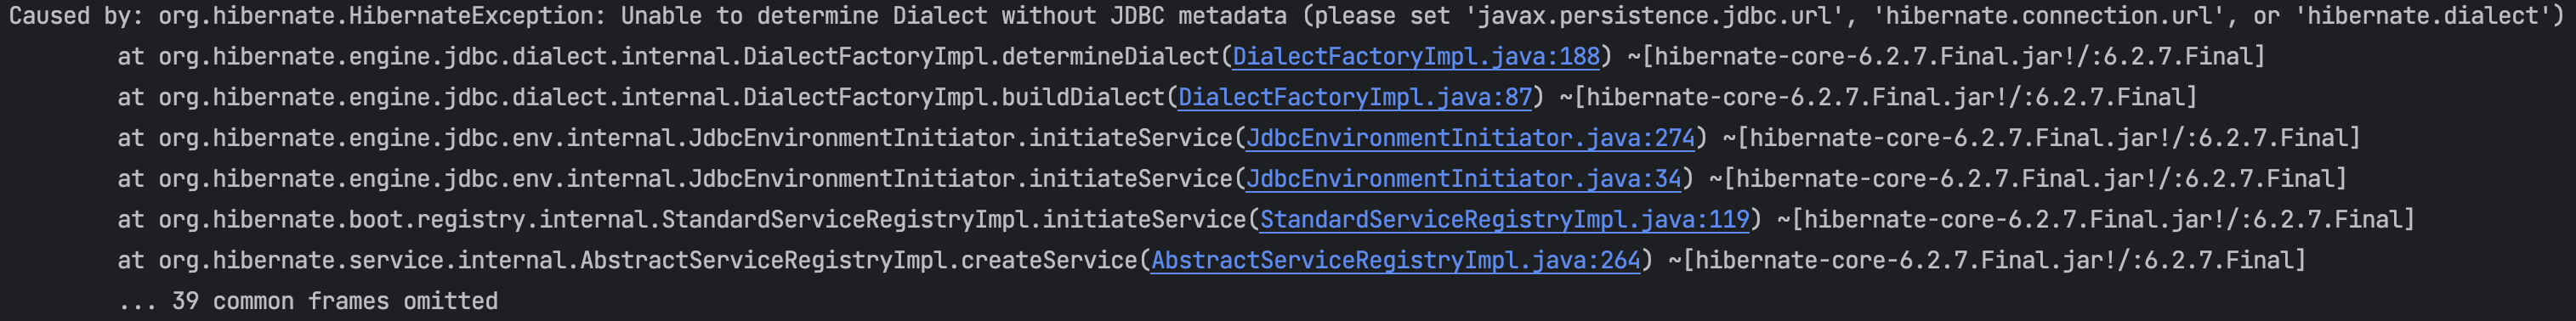 Caused by: org.hibernate.HibernateException: Unable to determine Dialect without JDBC metadata (please set 'javax.persistence.jdbc.url', 'hibernate.connection.url', or 'hibernate.dialect')
at org.hibernate.engine.jdbc.dialect.internal.DialectFactoryImpl.determineDialect(DialectFactoryImpl.java:188) ~[hibernate-core-6.2.7.Final.jar!/:6.2.7.Final]
at org.hibernate.engine.jdbc.dialect.internal.DialectFactoryImpl.buildDialect(DialectFactoryImpl.java:87) ~[hibernate-core-6.2.7.Final.jar!/:6.2.7.Final]
at org.hibernate.engine.jdbc.env.internal.JdbcEnvironmentInitiator.initiateService(JdbcEnvironmentInitiator.java:274) ~[hibernate-core-6.2.7.Final.jar!/:6.2.7.Final]
at org.hibernate.engine.jdbc.env.internal.JdbcEnvironmentInitiator.initiateService(JdbcEnvironmentInitiator.java:34) ~[hibernate-core-6.2.7.Final.jar!/:6.2.7.Final]
at org.hibernate.boot.registry.internal.StandardServiceRegistryImpl.initiateService(StandardServiceRegistryImpl.java:119) ~[hibernate-core-6.2.7.Final.jar!/:6.2.7.Final]
at org.hibernate.service.internal.AbstractServiceRegistryImpl.createService(AbstractServiceRegistryImpl.java:264) ~[hibernate-core-6.2.7.Final.jar!/:6.2.7.Final]
... 39 common frames omitted